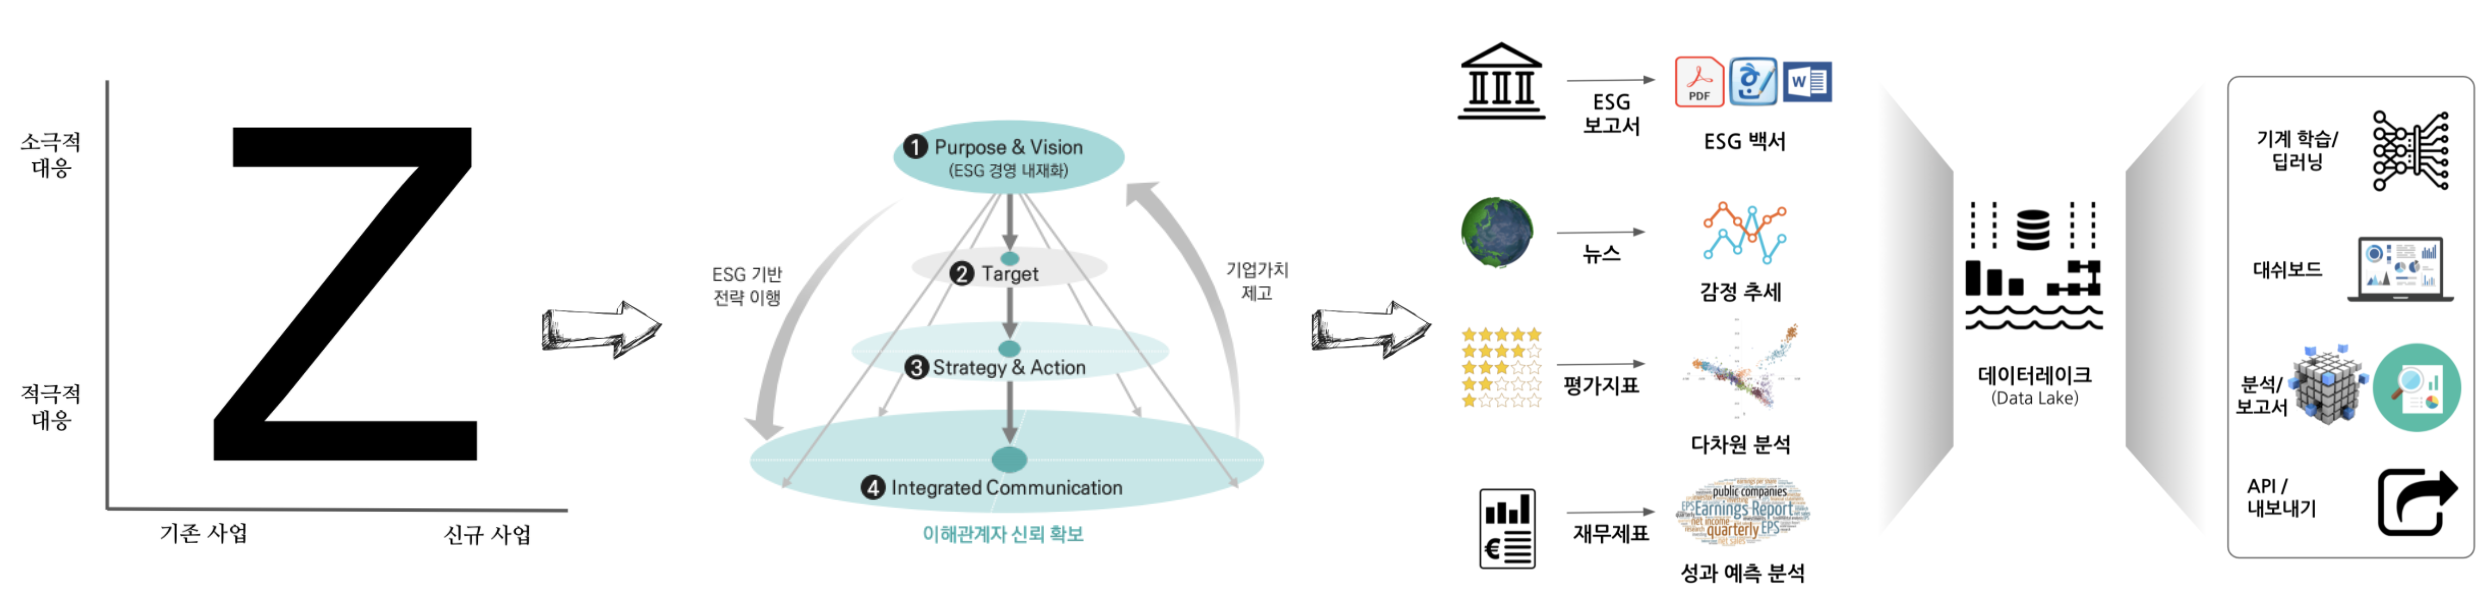 소극적
대응
적극적
대응
Z
기존 사업
신규 사업
1 Purpose & Vision
(ESG 경영 내재화)
2 Target
3 Strategy & Action
4 Integrated Communication
이해관계자 신뢰 확보
ESG 기반
전략 이행
기업가치
제고
ESG
보고서
PDF
한
W
ESG 백서
뉴스
감정 추세
평가지표
다차원 분석
€
재무제표
public companies
EPS Earnings Report
net income
quarterly EPS
net sales
성과 예측 분석
데이터레이크
(Data Lake)
기계 학습/
딥러닝
대쉬보드
분석/
보고서
API /
내보내기